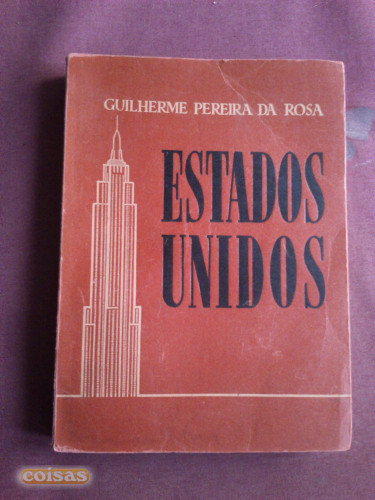 GUILHERME PEREIRA DA ROSA
ESTADOS
UNIDOS
coisas